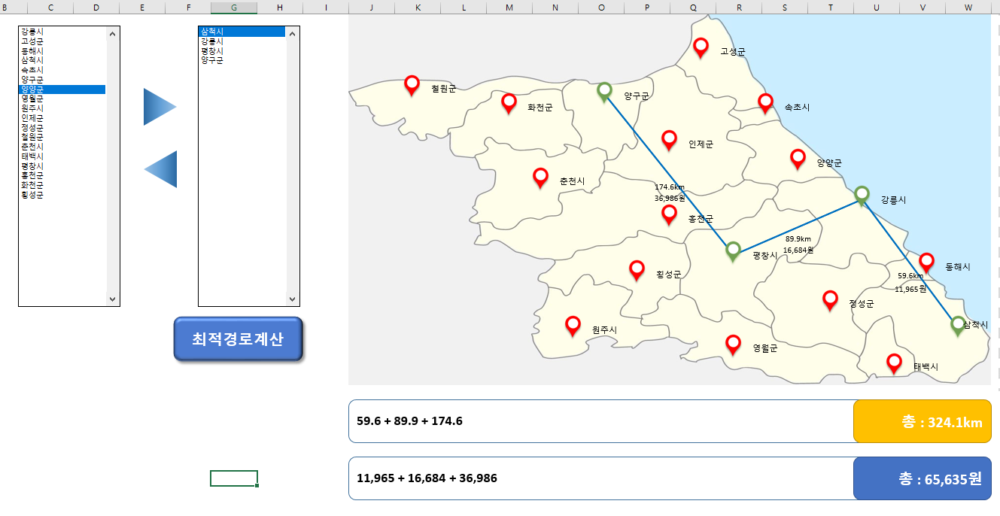 B C D E F G H I J K L M N O P Q R S T U V W
강릉시
고성군
동해시
삼척시
속초시
양구군
양양군
영월군
원주시
인제군
정성군
철원군
춘천시
태백시
평창시
홍천군
화천군
횡성군
삼척시
강릉시
평창시
양구군
최적경로계산
고성군
철원군
양구군
화천군
속초시
인제군
양양군
춘천시
174.6km
36,986원
강릉시
홍천군
89.9km
16,684원
평창시
동해시
횡성군
59.6km
11,965원
정성군
원주시
삼척시
영월군
태백시
59.6 + 89.9 + 174.6
총 : 324.1km
11,965 + 16,684 + 36,986
총 : 65,635원